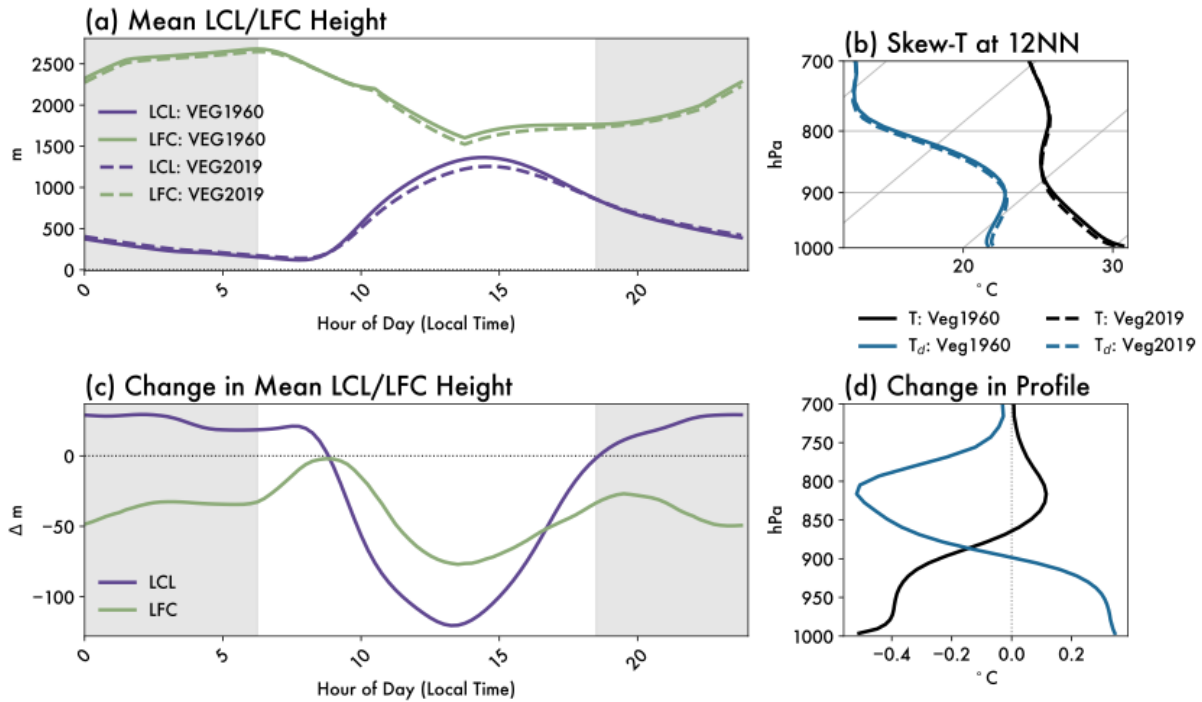 (a) Mean LCL/LFC Height
2500
2000
1500
1000
500
0
m
LCL: VEG1960
LFC: VEG1960
LCL: VEG2019
LFC: VEG2019
0
5
10
15
20
Hour of Day (Local Time)
(b) Skew-T at 12NN
700
800
900
1000
hPa
20
30
°C
T: Veg1960
T: Veg2019
Td: Veg1960
Td: Veg2019
(c) Change in Mean LCL/LFC Height
0
−50
−100
Δ m
LCL
LFC
0
5
10
15
20
Hour of Day (Local Time)
(d) Change in Profile
700
750
800
850
900
950
1000
hPa
−0.4
−0.2
0.0
0.2
°C